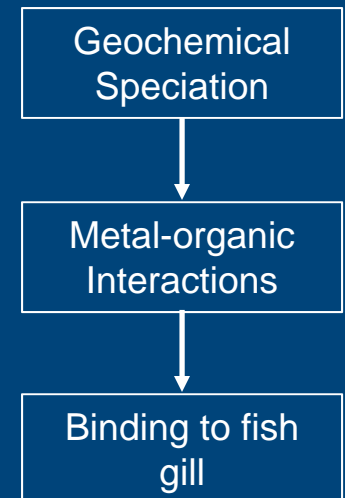 Geochemical
Speciation
Metal-organic
Interactions
Binding to fish
gill